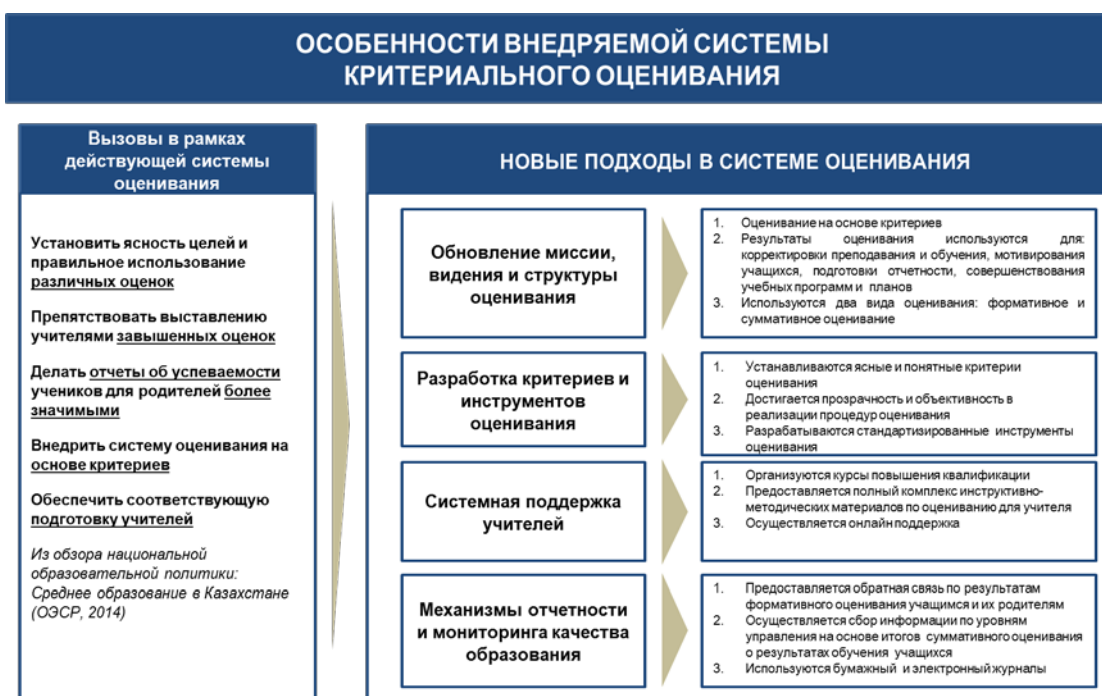 ОСОБЕННОСТИ ВНЕДРЯЕМОЙ СИСТЕМЫ
КРИТЕРИАЛЬНОГО ОЦЕНИВАНИЯ
Вызовы в рамках
действующей системы
оценивания
Установить ясность целей и
правильное использование
различных оценок
Препятствовать выставлению
учителями завышенных оценок
Делать отчеты об успеваемости
учеников для родителей более
значимыми
Внедрить систему оценивания на
основе критериев
Обеспечить соответствующую
подготовку учителей
Из обзора национальной
образовательной политики:
Среднее образование в Казахстане
(ОЭСР, 2014)
НОВЫЕ ПОДХОДЫ В СИСТЕМЕ ОЦЕНИВАНИЯ
Обновление миссии,
видения и структуры
оценивания
1. Оценивание на основе критериев
2. Результаты оценивания используются для:
корректировки преподавания и обучения, мотивирования
учащихся, подготовки отчетности, совершенствования
учебных программ и планов
3. Используются два вида оценивания: формативное и
суммативное оценивание
Разработка критериев и
инструментов
оценивания
1. Устанавливаются ясные и понятные критерии
оценивания
2. Достигается прозрачность и объективность в
реализации процедур оценивания
3. Разрабатываются стандартизированные инструменты
оценивания
Системная поддержка
учителей
1. Организуются курсы повышения квалификации
2. Предоставляется полный комплекс инструктивно-
методических материалов по оцениванию для учителя
3. Осуществляется онлайн поддержка
Механизмы отчетности
и мониторинга качества
образования
1. Предоставляется обратная связь по результатам
формативного оценивания учащимся и их родителям
2. Осуществляется сбор информации по уровням
управления на основе итогов суммативного оценивания
о результатах обучения учащихся
3. Используются бумажный и электронный журналы